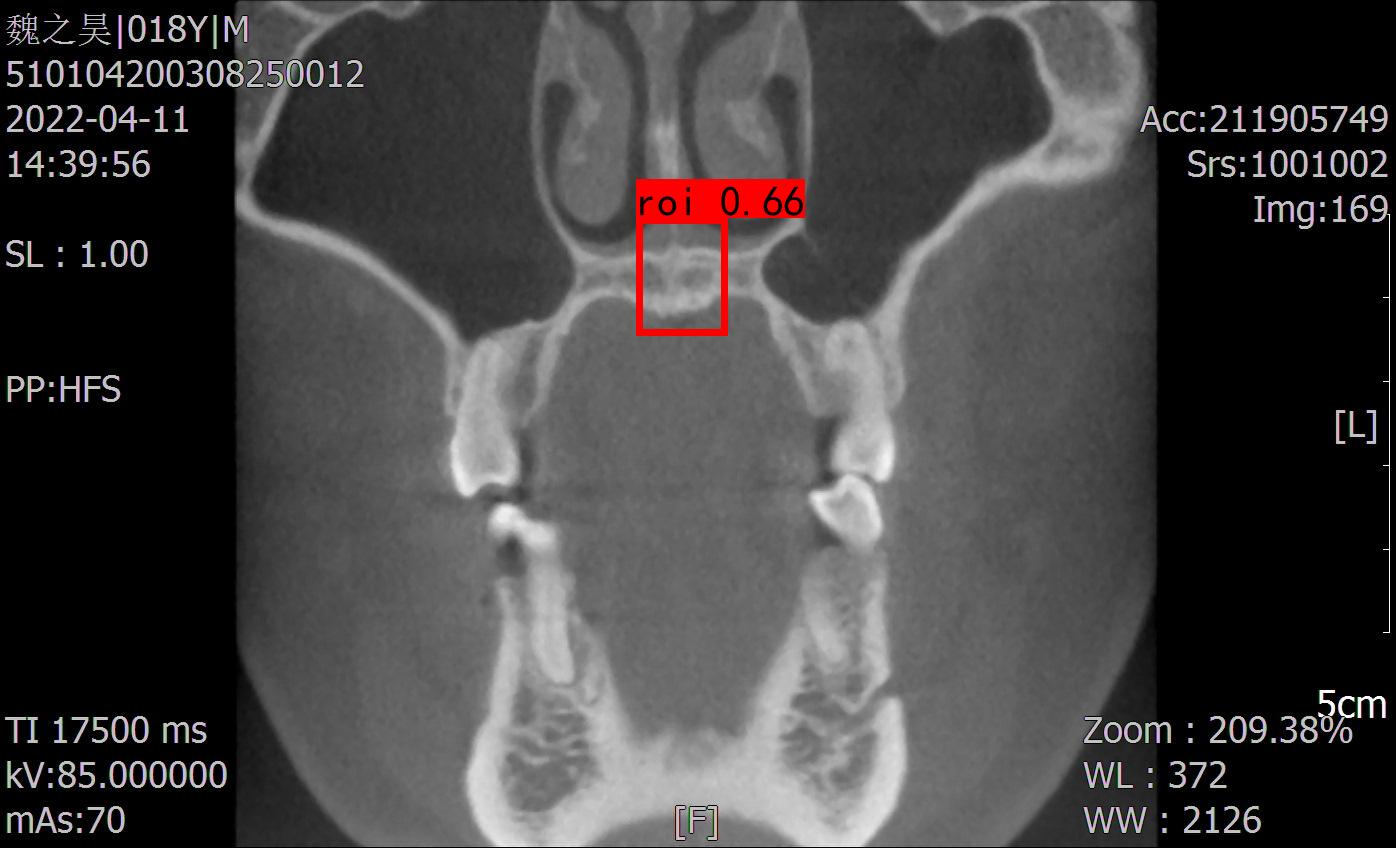 魏之昊|018Y|M
510104200308250012
2022-04-11
14:39:56
SL : 1.00
PP:HFS
TI 17500 ms
kV:85.000000
mAs:70
roi 0.66
[F]
Acc:211905749
Srs:1001002
Img:169
[L]
5cm
Zoom : 209.38%
WL : 372
WW : 2126